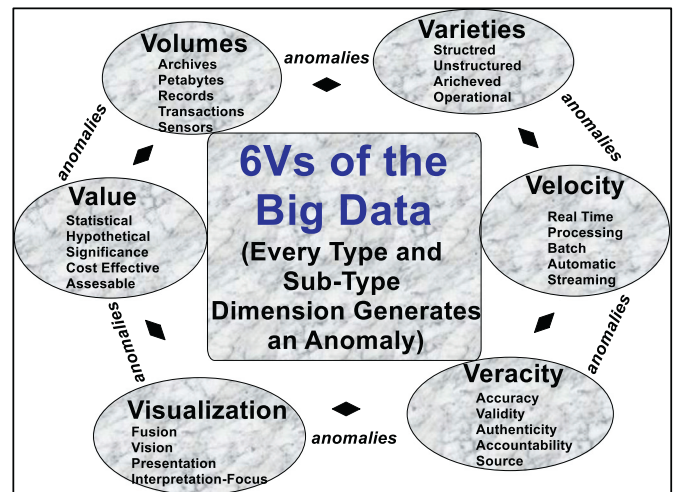 Volumes
Archives
Petabytes
Records
Transactions
Sensors
anomalies
Varieties
Structred
Unstructured
Aricheved
Operational
anomalies
anomalies
6Vs of the
Big Data
(Every Type and
Sub-Type
Dimension Generates
an Anomaly)
Value
Statistical
Hypothetical
Significance
Cost Effective
Assesable
Velocity
Real Time
Processing
Batch
Automatic
Streaming
anomalies
anomalies
Visualization
Fusion
Vision
Presentation
Interpretation-Focus
anomalies
Veracity
Accuracy
Validity
Authenticity
Accountability
Source